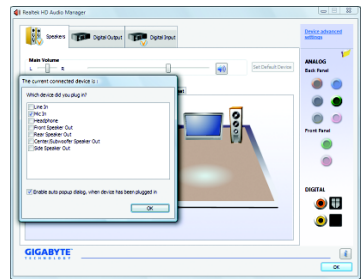 Realtek HD Audio Manager
Speakers
Digital Output
Digital Input
Device advanced
settings
Main Volume
L
R
Set Default Device
ANALOG
Back Panel
The current connected device is :
Which device did you plug in?
Line In
Mic In
Headphone
Front Speaker Out
Rear Speaker Out
Center/Subwoofer Speaker Out
Side Speaker Out
Enable auto popup dialog, when device has been plugged in
OK
Front Panel
DIGITAL
GIGABYTE
TECHNOLOGY
OK